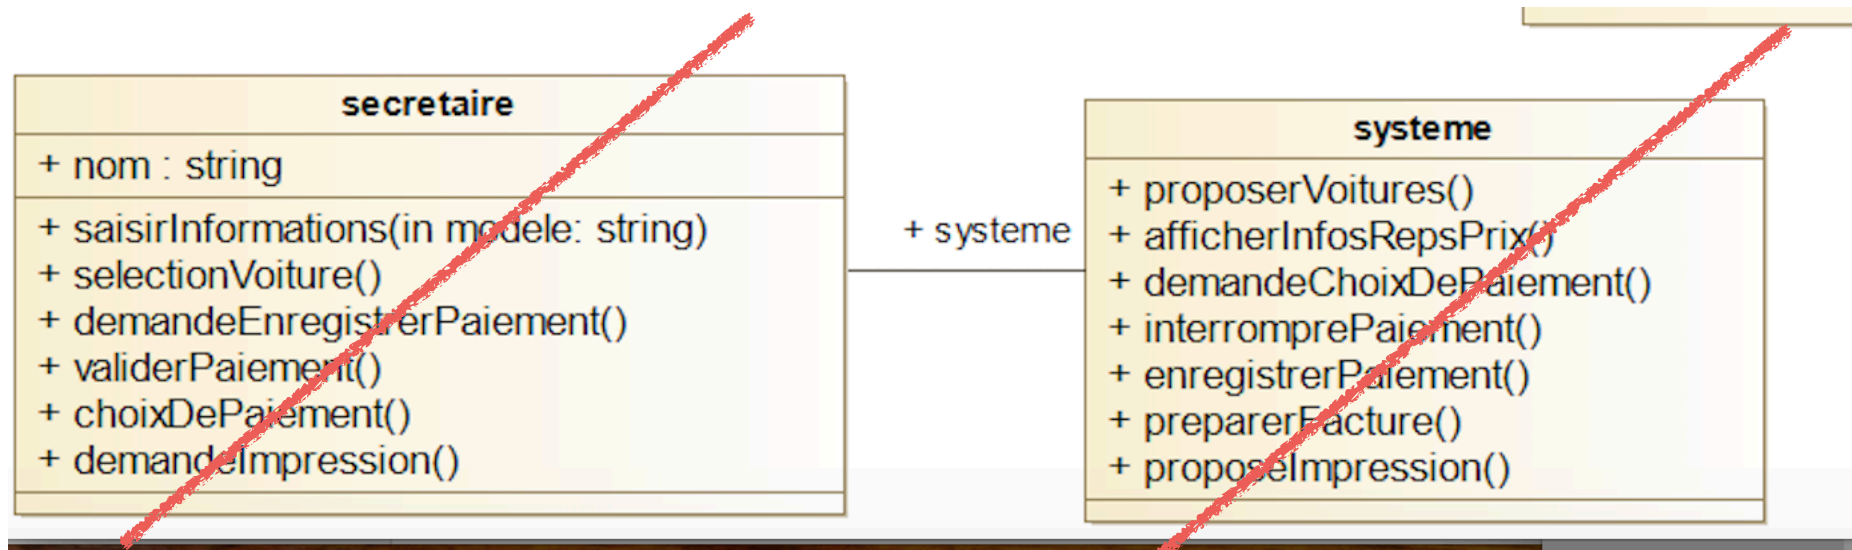 secretaire
+ nom : string
+ saisirInformations(in modele: string)
+ selectionVoiture()
+ demandeEnregistrerPaiement()
+ validerPaiement()
+ choixDePaiement()
+ demandeImpression()
+ systeme
systeme
+ proposerVoitures()
+ afficherInfosRepsPrix()
+ demandeChoixDePaiement()
+ interromprePaiement()
+ enregistrerPaiement()
+ preparerFacture()
+ proposeImpression()